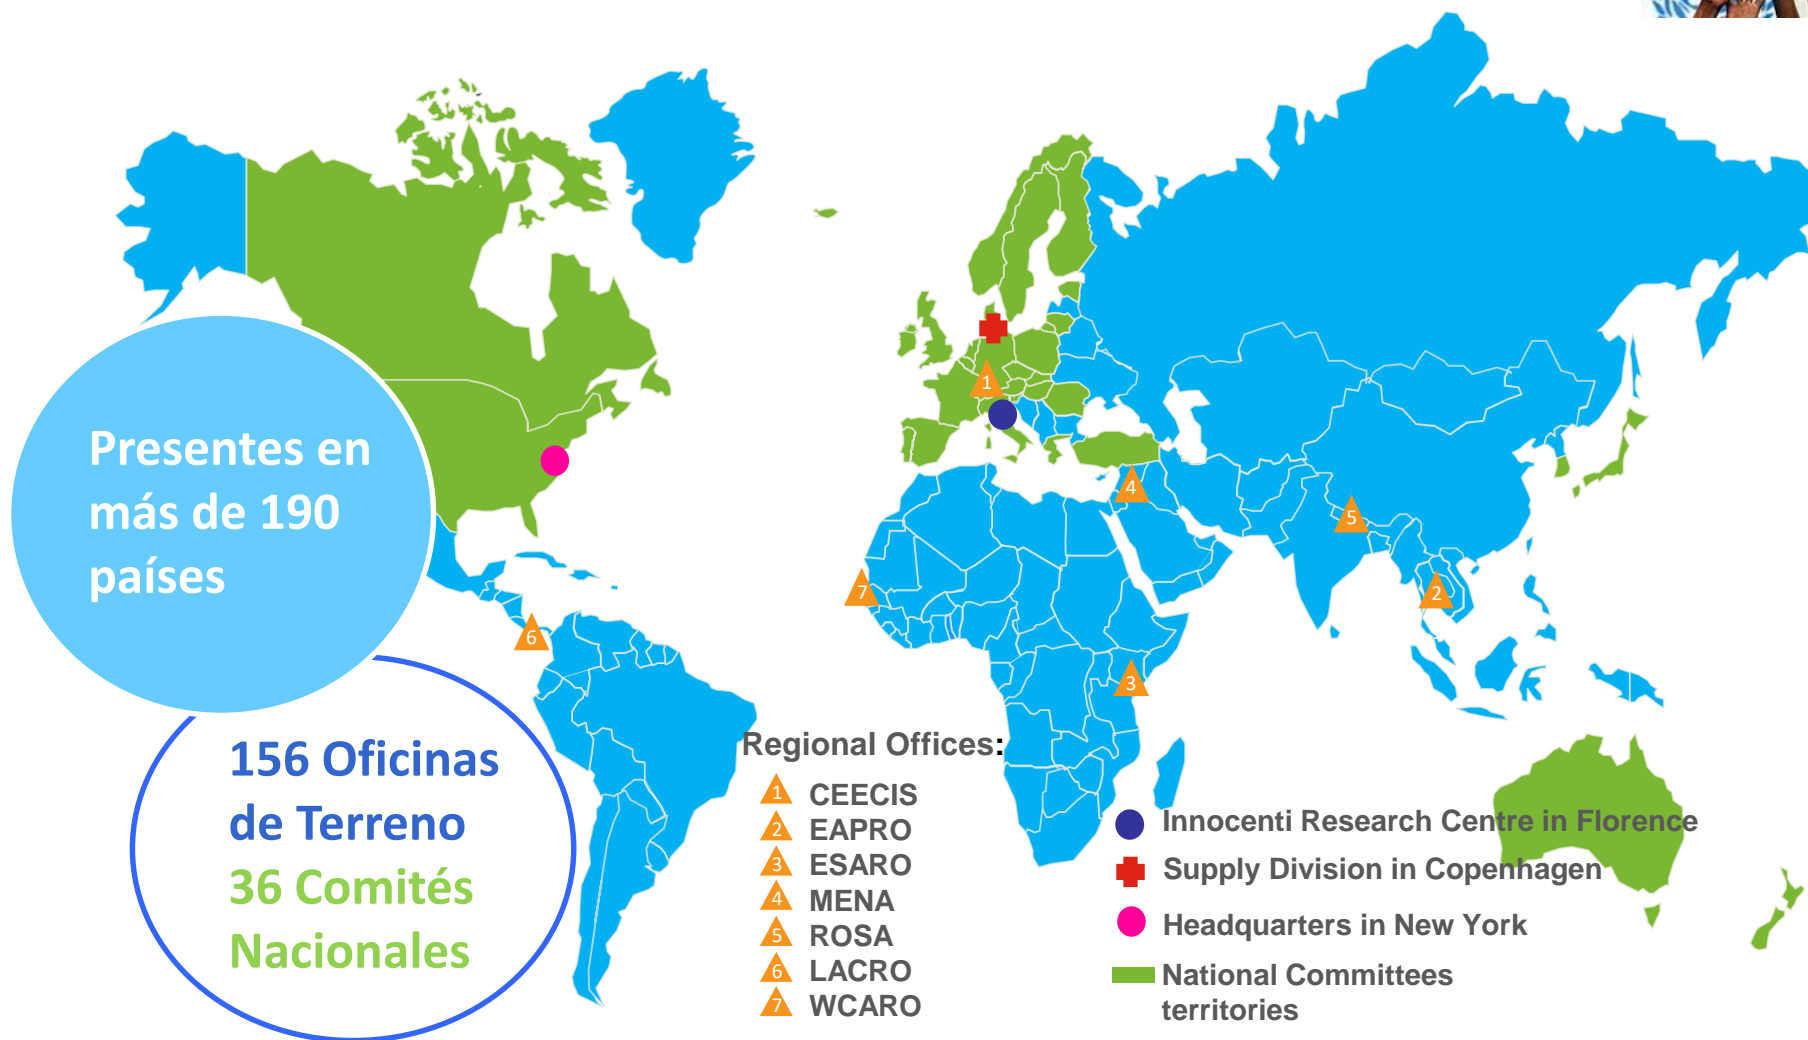 Presentes en
más de 190
países
156 Oficinas
de Terreno
36 Comités
Nacionales
1
2
3
4
5
6
7
Regional Offices:
1 CEECIS
2 EAPRO
3 ESARO
4 MENA
5 ROSA
6 LACRO
7 WCARO
Innocenti Research Centre in Florence
Supply Division in Copenhagen
Headquarters in New York
National Committees
territories